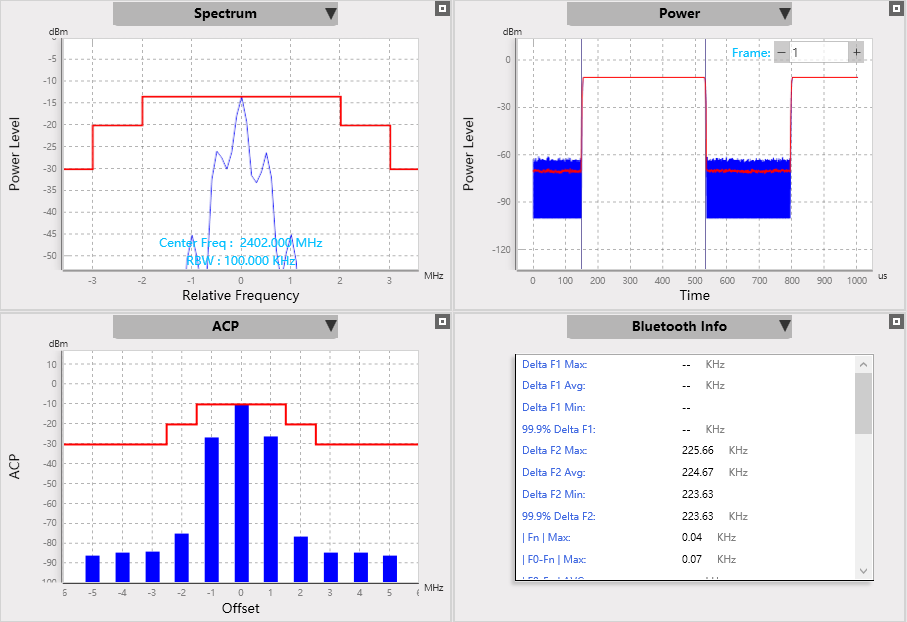 Spectrum
dBm
-5
-10
-15
-20
-25
-30
-35
-40
-45
-50
Power Level
Center Freq : 2402.000 MHz
RBW : 100.000 KHz
-3 -2 -1 0 1 2 3 MHz
Relative Frequency
Power
dBm
Frame: − 1 +
0
-30
-60
-90
-120
Power Level
0 100 200 300 400 500 600 700 800 900 1000 us
Time
ACP
dBm
10
0
-10
-20
-30
-40
-50
-60
-70
-80
-90
-100
ACP
6 -5 -4 -3 -2 -1 0 1 2 3 4 5 6 MHz
Offset
Bluetooth Info
Delta F1 Max: -- KHz
Delta F1 Avg: -- KHz
Delta F1 Min: --
99.9% Delta F1: -- KHz
Delta F2 Max: 225.66 KHz
Delta F2 Avg: 224.67 KHz
Delta F2 Min: 223.63
99.9% Delta F2: 223.63 KHz
| Fn | Max: 0.04 KHz
| F0-Fn | Max: 0.07 KHz